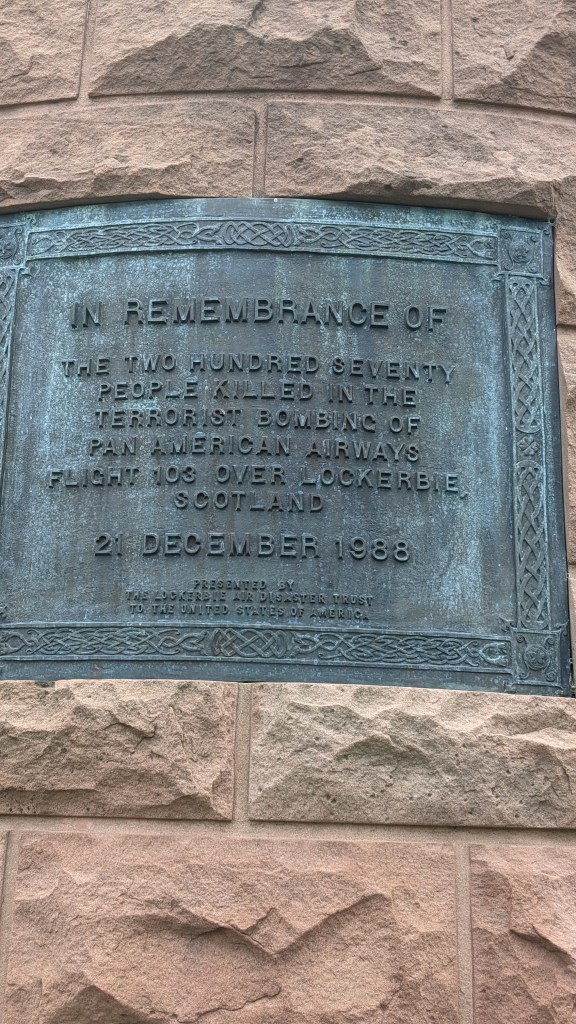 IN REMEMBRANCE OF
THE TWO HUNDRED SEVENTY
PEOPLE KILLED IN THE
TERRORIST BOMBING OF
PAN AMERICAN AIRWAYS
FLIGHT 103 OVER LOCKERBIE,
SCOTLAND
21 DECEMBER 1988
PRESENTED BY
THE LOCKERBIE AIR DISASTER TRUST
TO THE UNITED STATES OF AMERICA